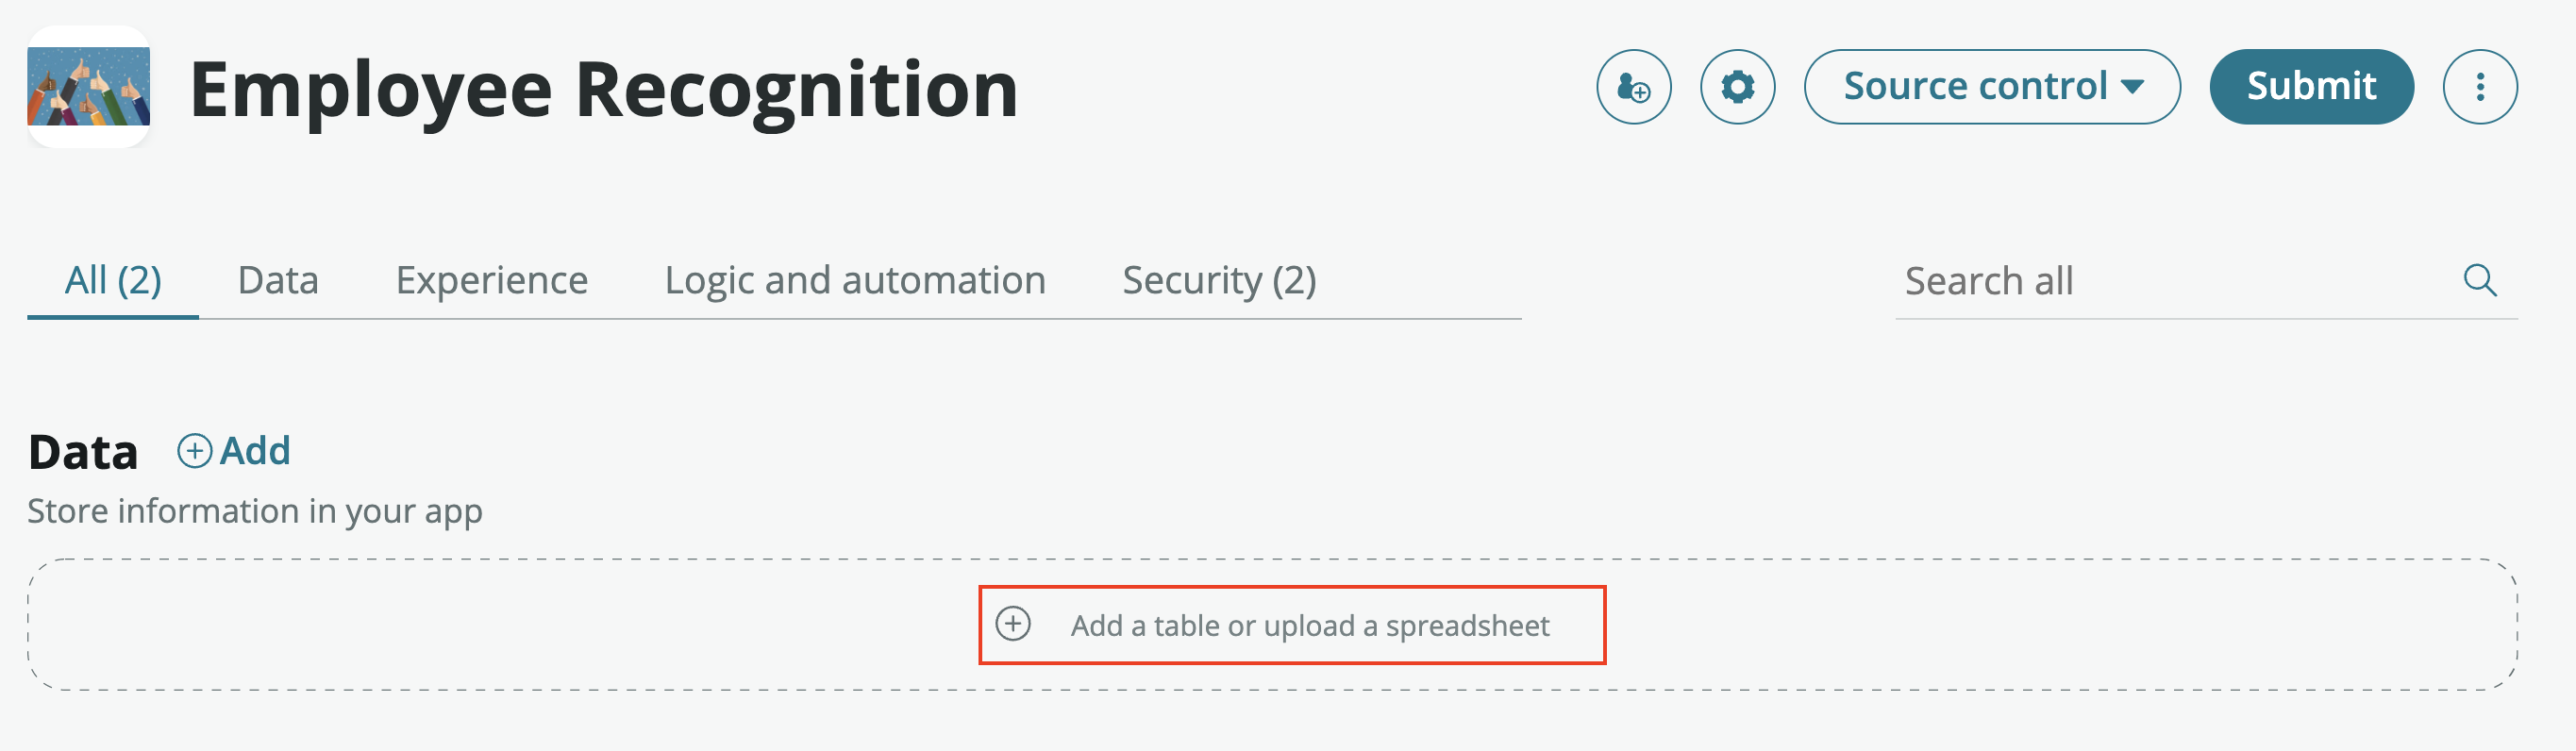 Employee Recognition
Source control
Submit
All (2)
Data
Experience
Logic and automation
Security (2)
Search all
Data
Add
Store information in your app
Add a table or upload a spreadsheet